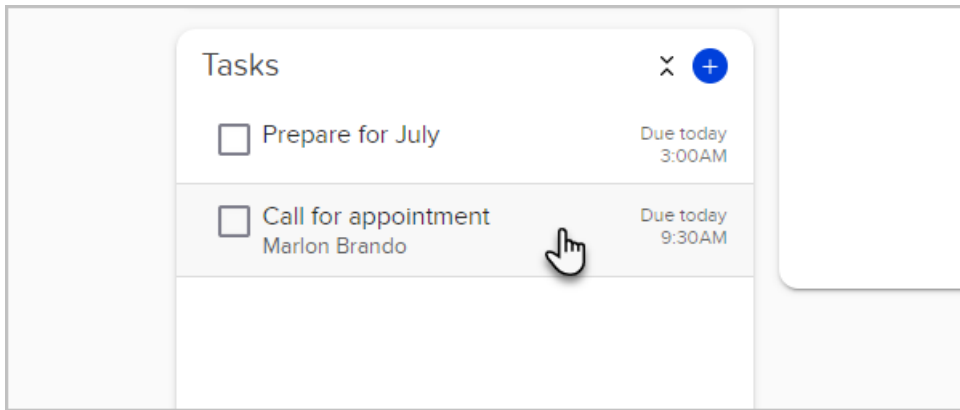 Tasks
Prepare for July
Due today
3:00AM
Call for appointment
Marlon Brando
Due today
9:30AM